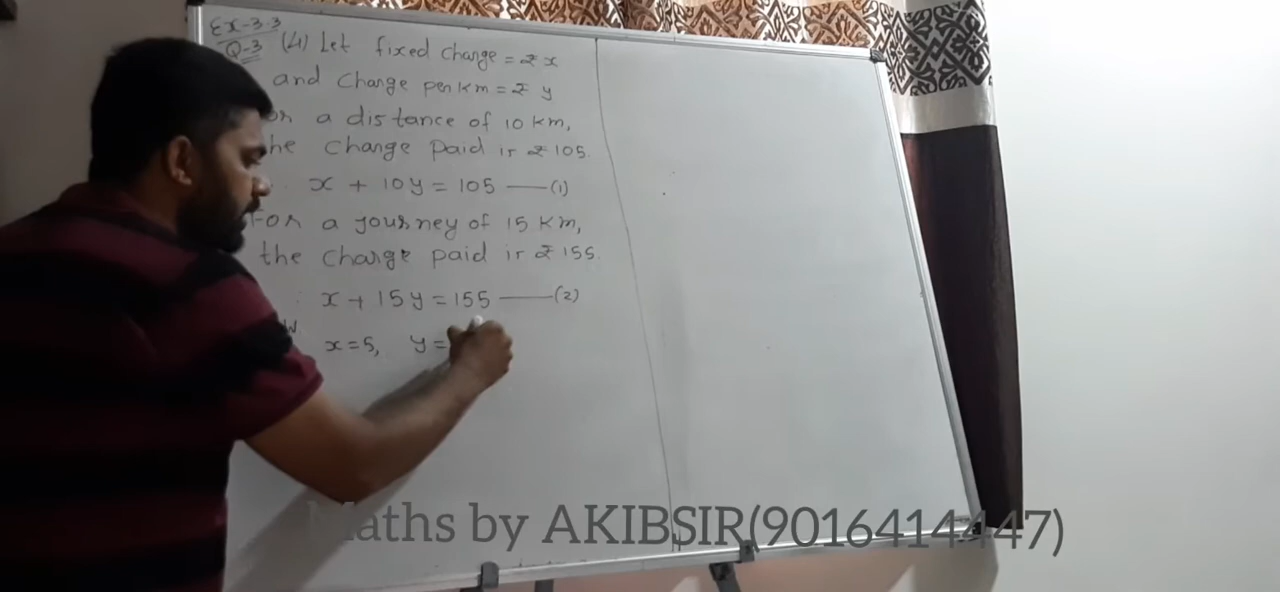 Ex-3.3
Q-3 (4) Let fixed charge = ₹ x
and charge per km = ₹ y
a distance of 10 km,
charge paid is ₹ 105.
x + 10y = 105 —— (1)
For a journey of 15 km,
the charge paid is ₹ 155.
x + 15y = 155 —— (2)
x = 5, y =
Maths by AKIBSIR(9016414447)